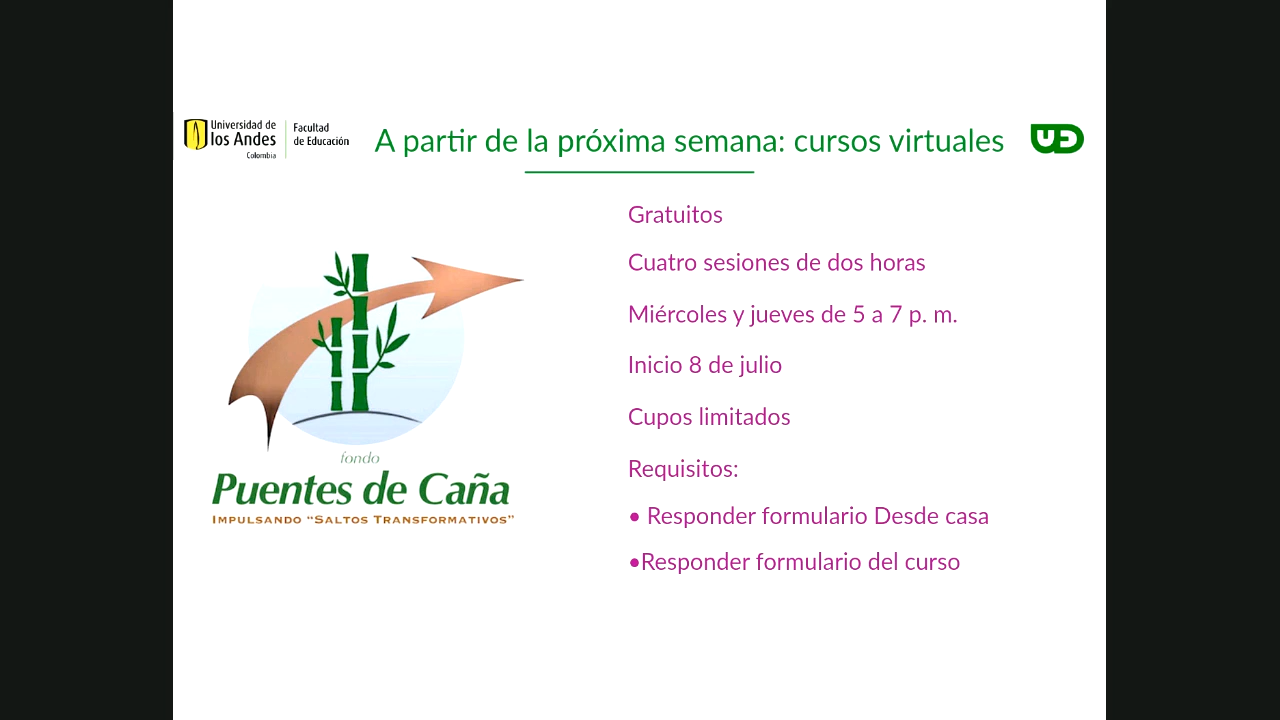 Universidad de
los Andes
Colombia
Facultad
de Educación
A partir de la próxima semana: cursos virtuales
Gratuitos
Cuatro sesiones de dos horas
Miércoles y jueves de 5 a 7 p. m.
Inicio 8 de julio
Cupos limitados
Requisitos:
• Responder formulario Desde casa
•Responder formulario del curso
fondo
Puentes de Caña
IMPULSANDO “SALTOS TRANSFORMATIVOS”